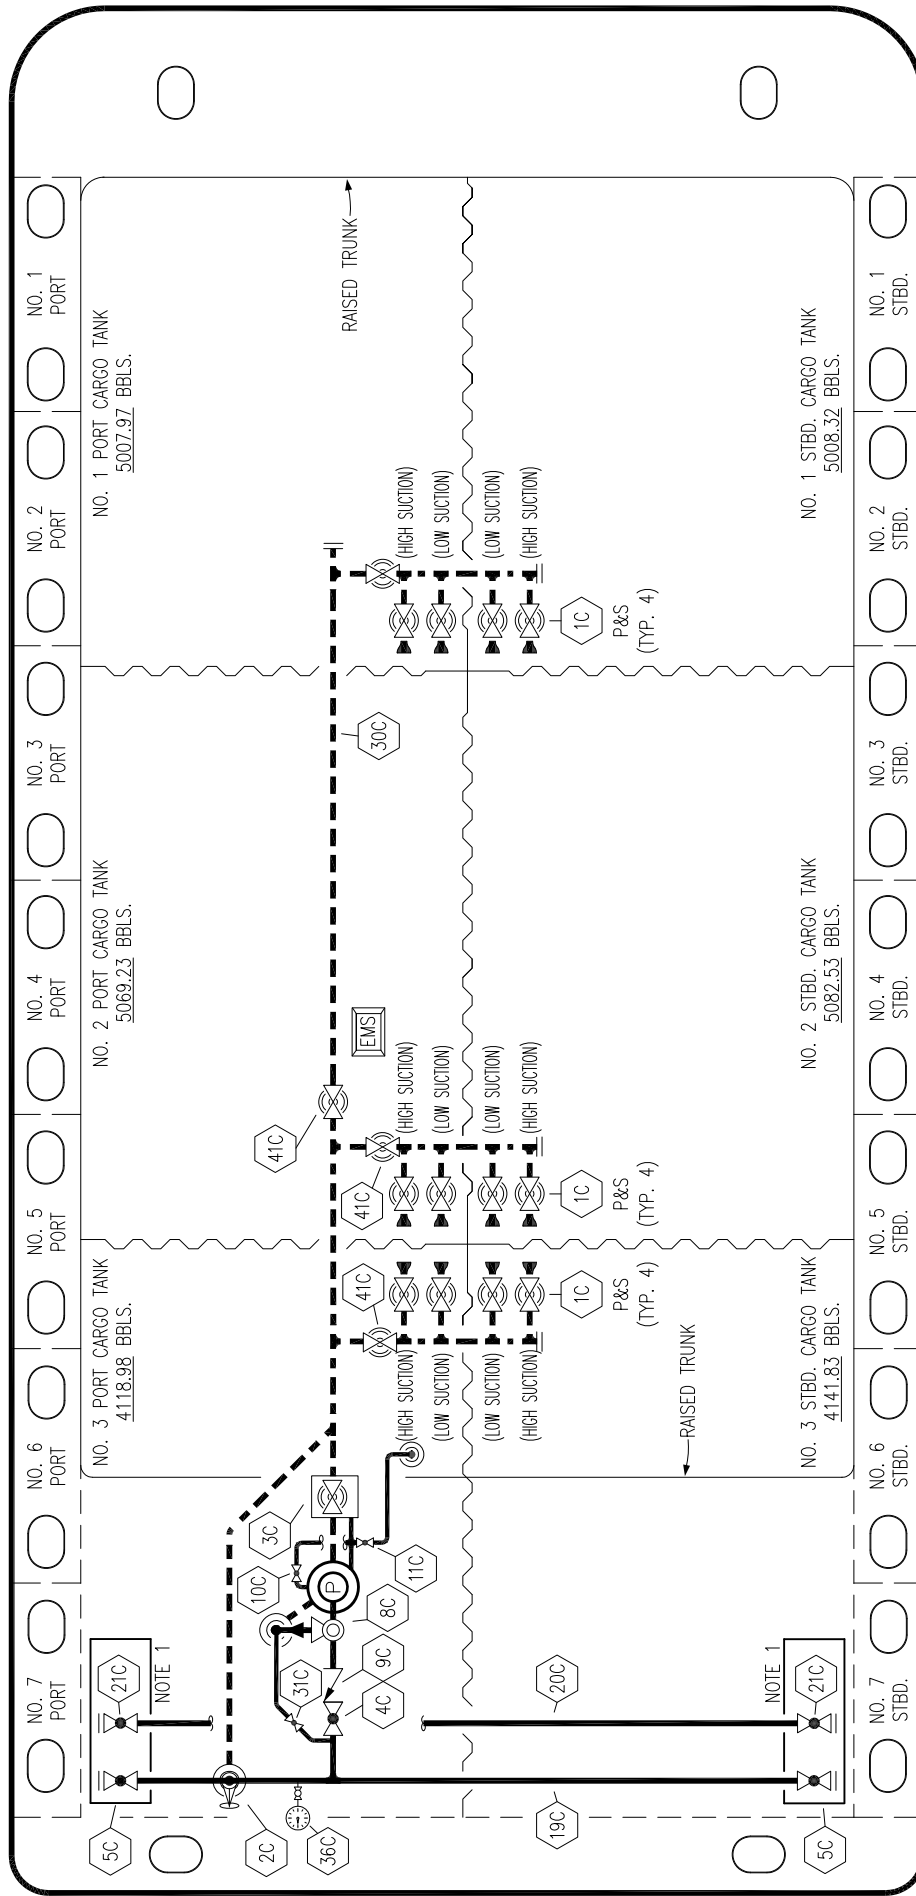 NO. 7
PORT
NO. 6
PORT
NO. 5
PORT
NO. 4
PORT
NO. 3
PORT
NO. 2
PORT
NO. 1
PORT
NO. 3 PORT CARGO TANK
4118.98 BBLS.
NO. 2 PORT CARGO TANK
5069.23 BBLS.
NO. 1 PORT CARGO TANK
5007.97 BBLS.
21C
NOTE 1
5C
2C
36C
31C
10C
3C
11C
8C
9C
4C
P
41C
41C
41C
EMS
30C
RAISED TRUNK
(HIGH SUCTION)
(LOW SUCTION)
(LOW SUCTION)
(HIGH SUCTION)
1C
P&S
(TYP. 4)
(HIGH SUCTION)
(LOW SUCTION)
(LOW SUCTION)
(HIGH SUCTION)
1C
P&S
(TYP. 4)
(HIGH SUCTION)
(LOW SUCTION)
(LOW SUCTION)
(HIGH SUCTION)
1C
P&S
(TYP. 4)
20C
19C
RAISED TRUNK
NOTE 1
21C
5C
NO. 3 STBD. CARGO TANK
4141.83 BBLS.
NO. 2 STBD. CARGO TANK
5082.53 BBLS.
NO. 1 STBD. CARGO TANK
5008.32 BBLS.
NO. 7
STBD.
NO. 6
STBD.
NO. 5
STBD.
NO. 4
STBD.
NO. 3
STBD.
NO. 2
STBD.
NO. 1
STBD.